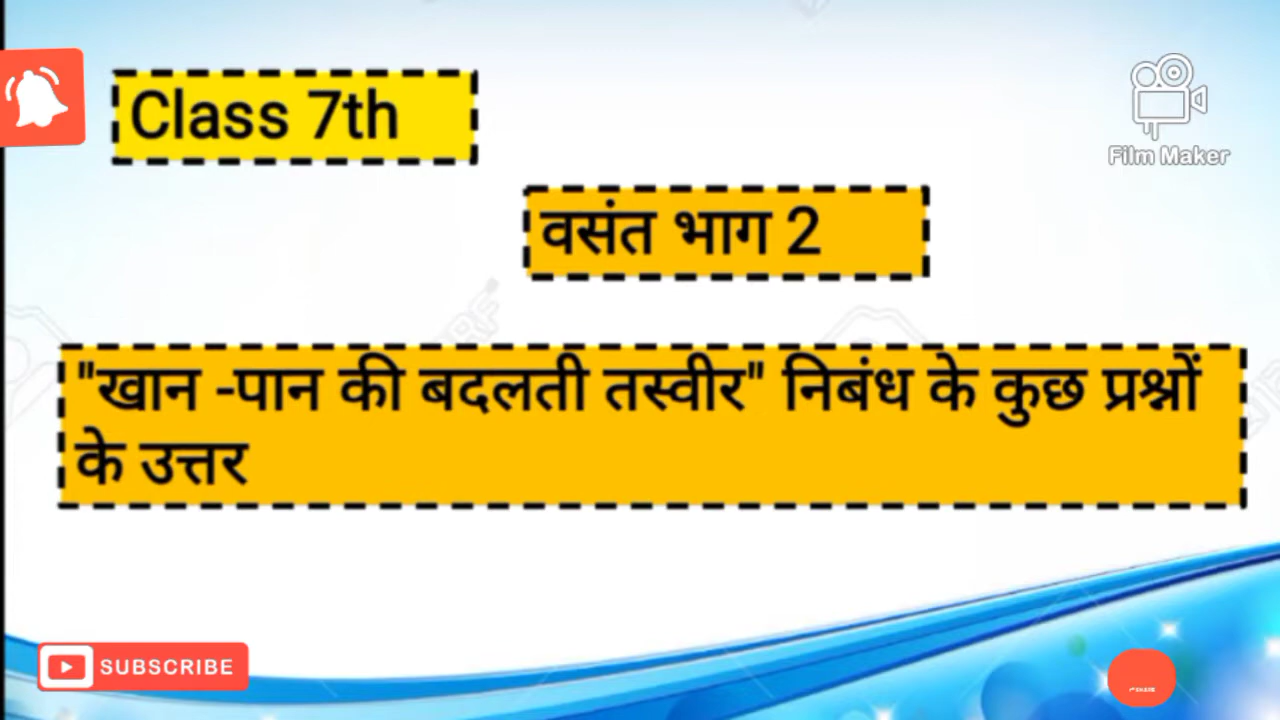 Class 7th
Film Maker
वसंत भाग 2
"खान -पान की बदलती तस्वीर" निबंध के कुछ प्रश्नों
के उत्तर
SUBSCRIBE